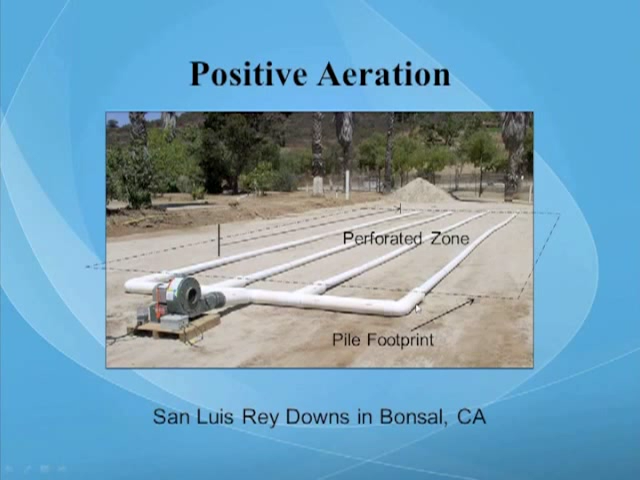 Positive Aeration
Perforated Zone
Pile Footprint
San Luis Rey Downs in Bonsal, CA